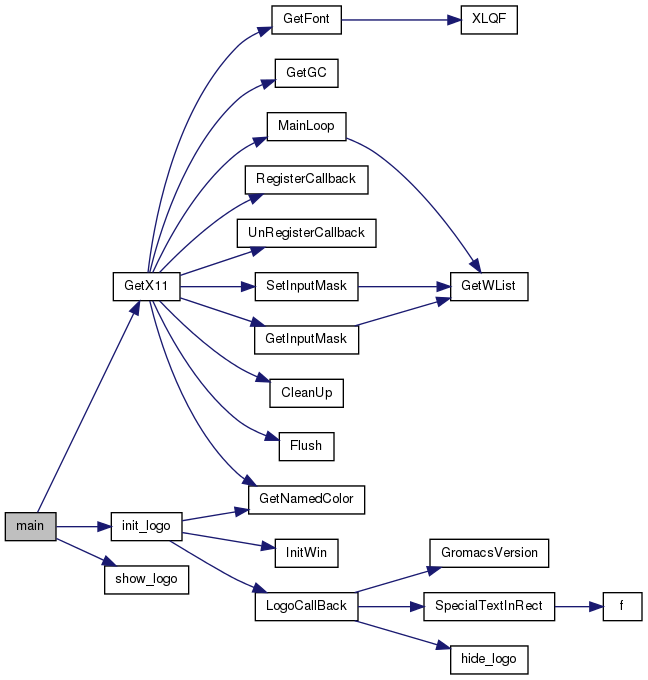 GetFont
XLQF
GetGC
MainLoop
RegisterCallback
UnRegisterCallback
GetX11
SetInputMask
GetWList
GetInputMask
CleanUp
Flush
GetNamedColor
main
init_logo
InitWin
GromacsVersion
show_logo
LogoCallBack
SpecialTextInRect
f
hide_logo